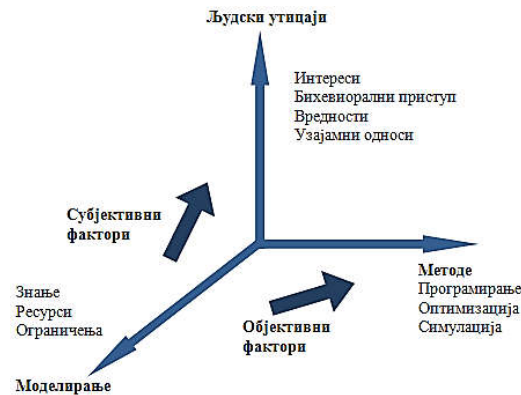 Људски утицаји
Интереси
Бихевиорални приступ
Вредности
Узајамни односи
Субјективни
фактори
Методе
Програмирање
Оптимизација
Симулација
Знање
Ресурси
Ограничења
Објективни
фактори
Моделирање